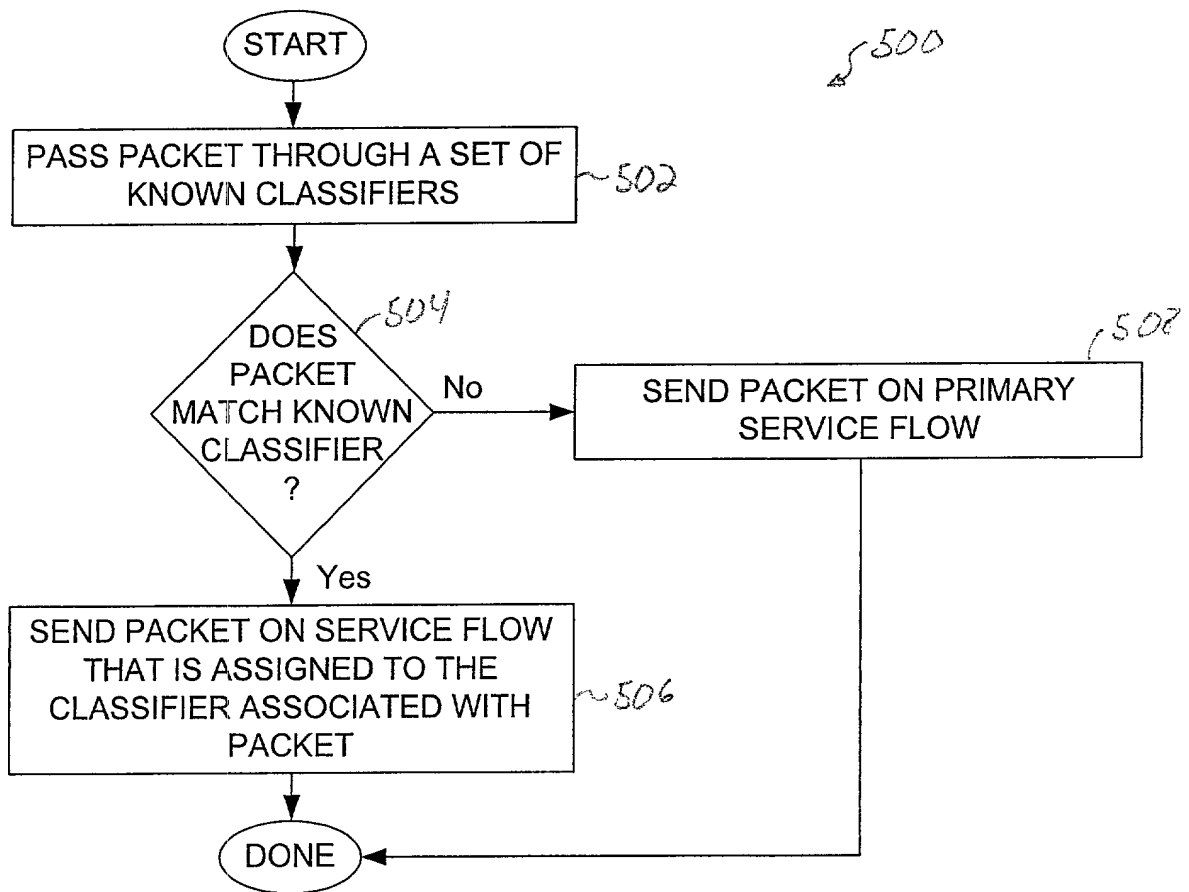 START
500
PASS PACKET THROUGH A SET OF
KNOWN CLASSIFIERS
502
504
DOES
PACKET
MATCH KNOWN
CLASSIFIER
?
No
508
SEND PACKET ON PRIMARY
SERVICE FLOW
Yes
SEND PACKET ON SERVICE FLOW
THAT IS ASSIGNED TO THE
CLASSIFIER ASSOCIATED WITH
PACKET
506
DONE